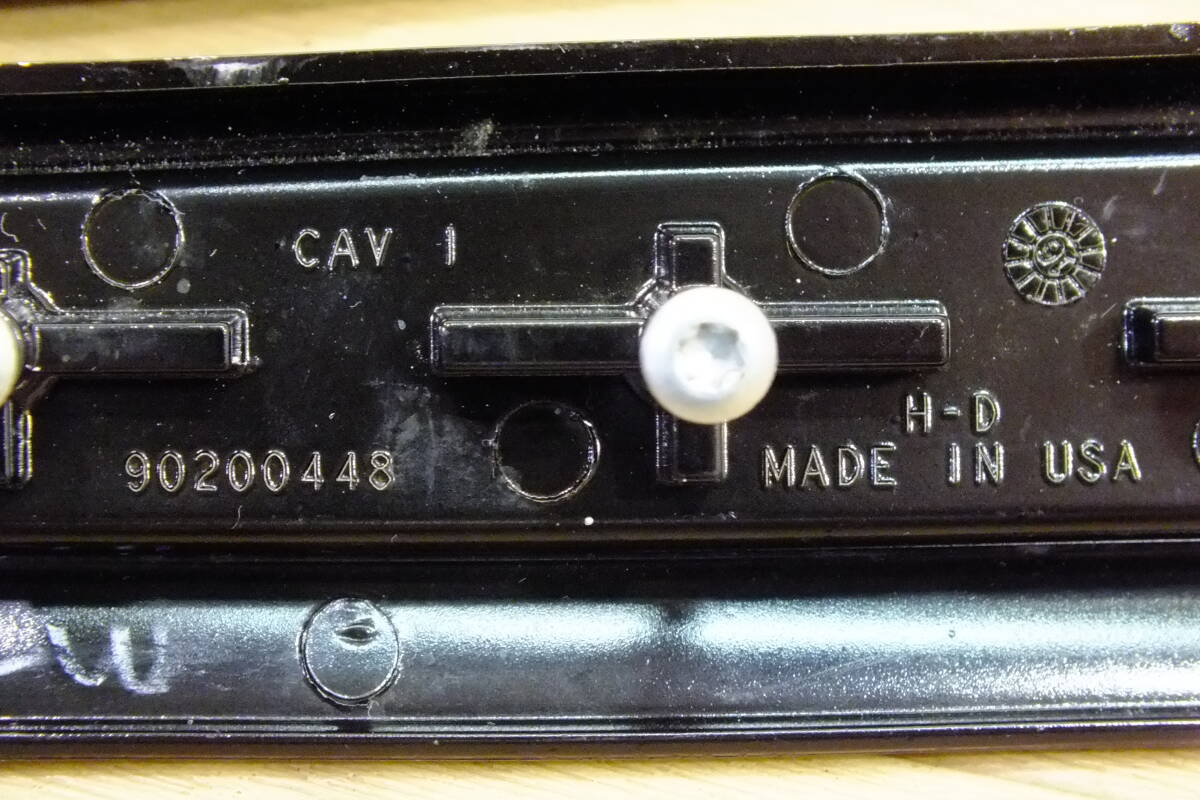 CAV 1
90200448
H-D
MADE IN USA